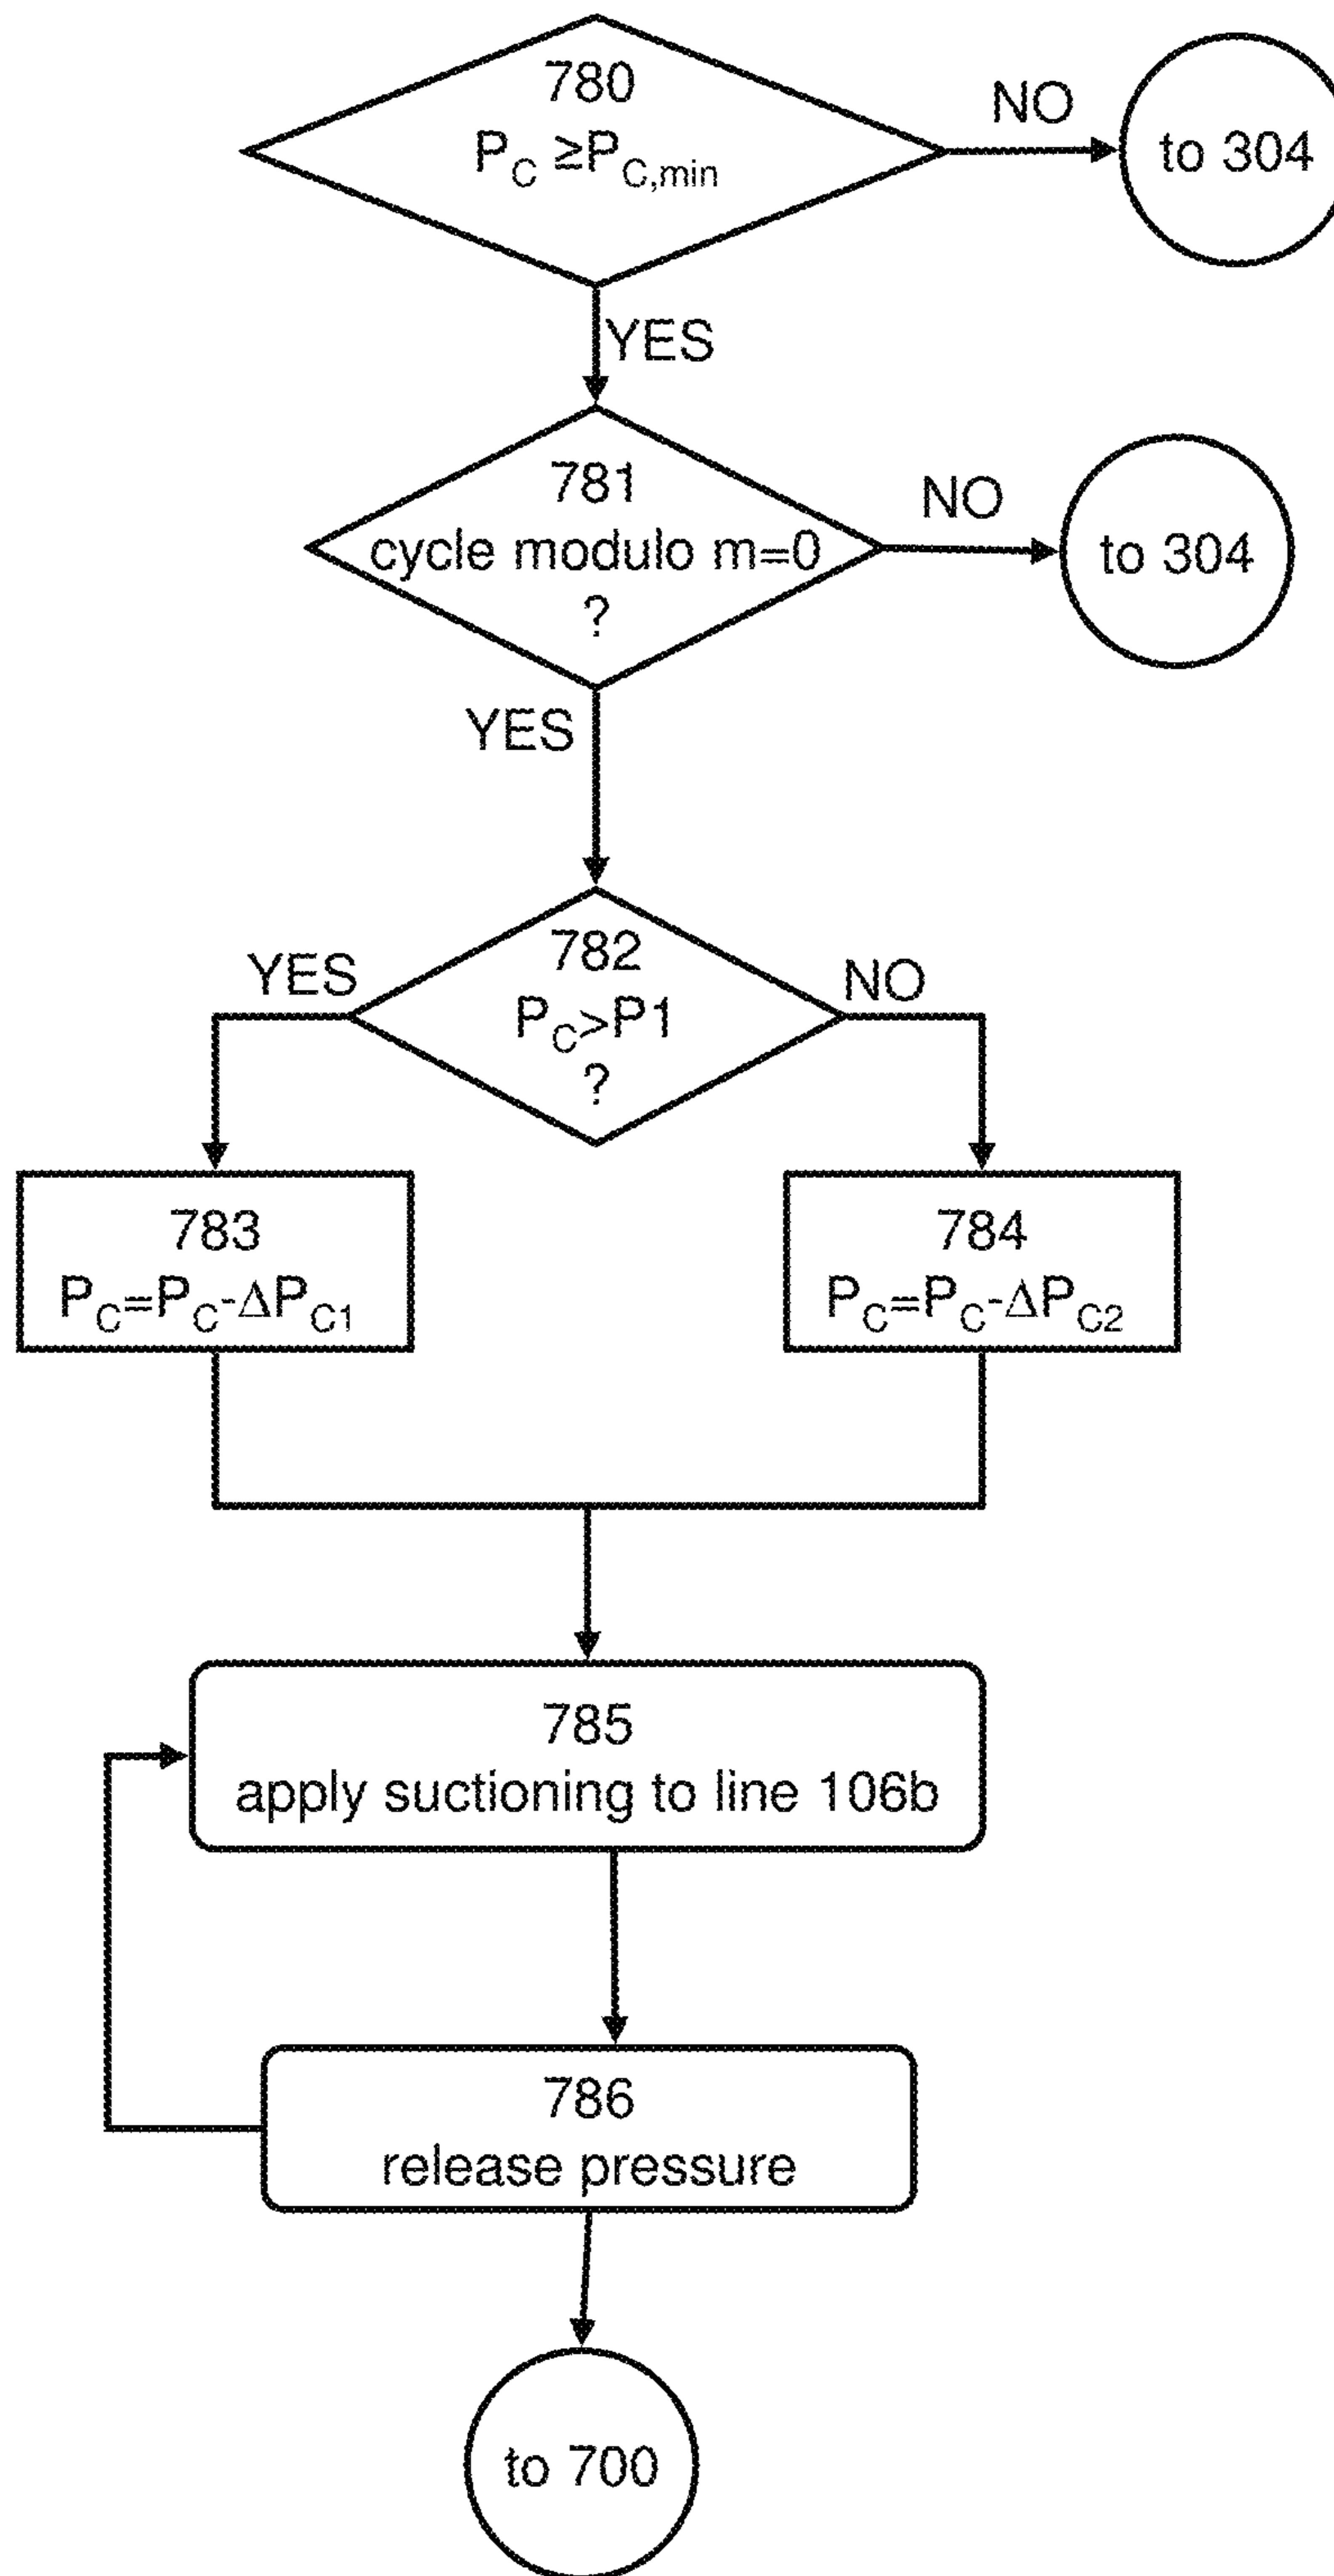 780
P_C ≥P_C,min
NO
to 304
YES
781
cycle modulo m=0
?
NO
to 304
YES
782
P_C>P1
?
YES
NO
783
P_C=P_C-ΔP_C1
784
P_C=P_C-ΔP_C2
785
apply suctioning to line 106b
786
release pressure
to 700